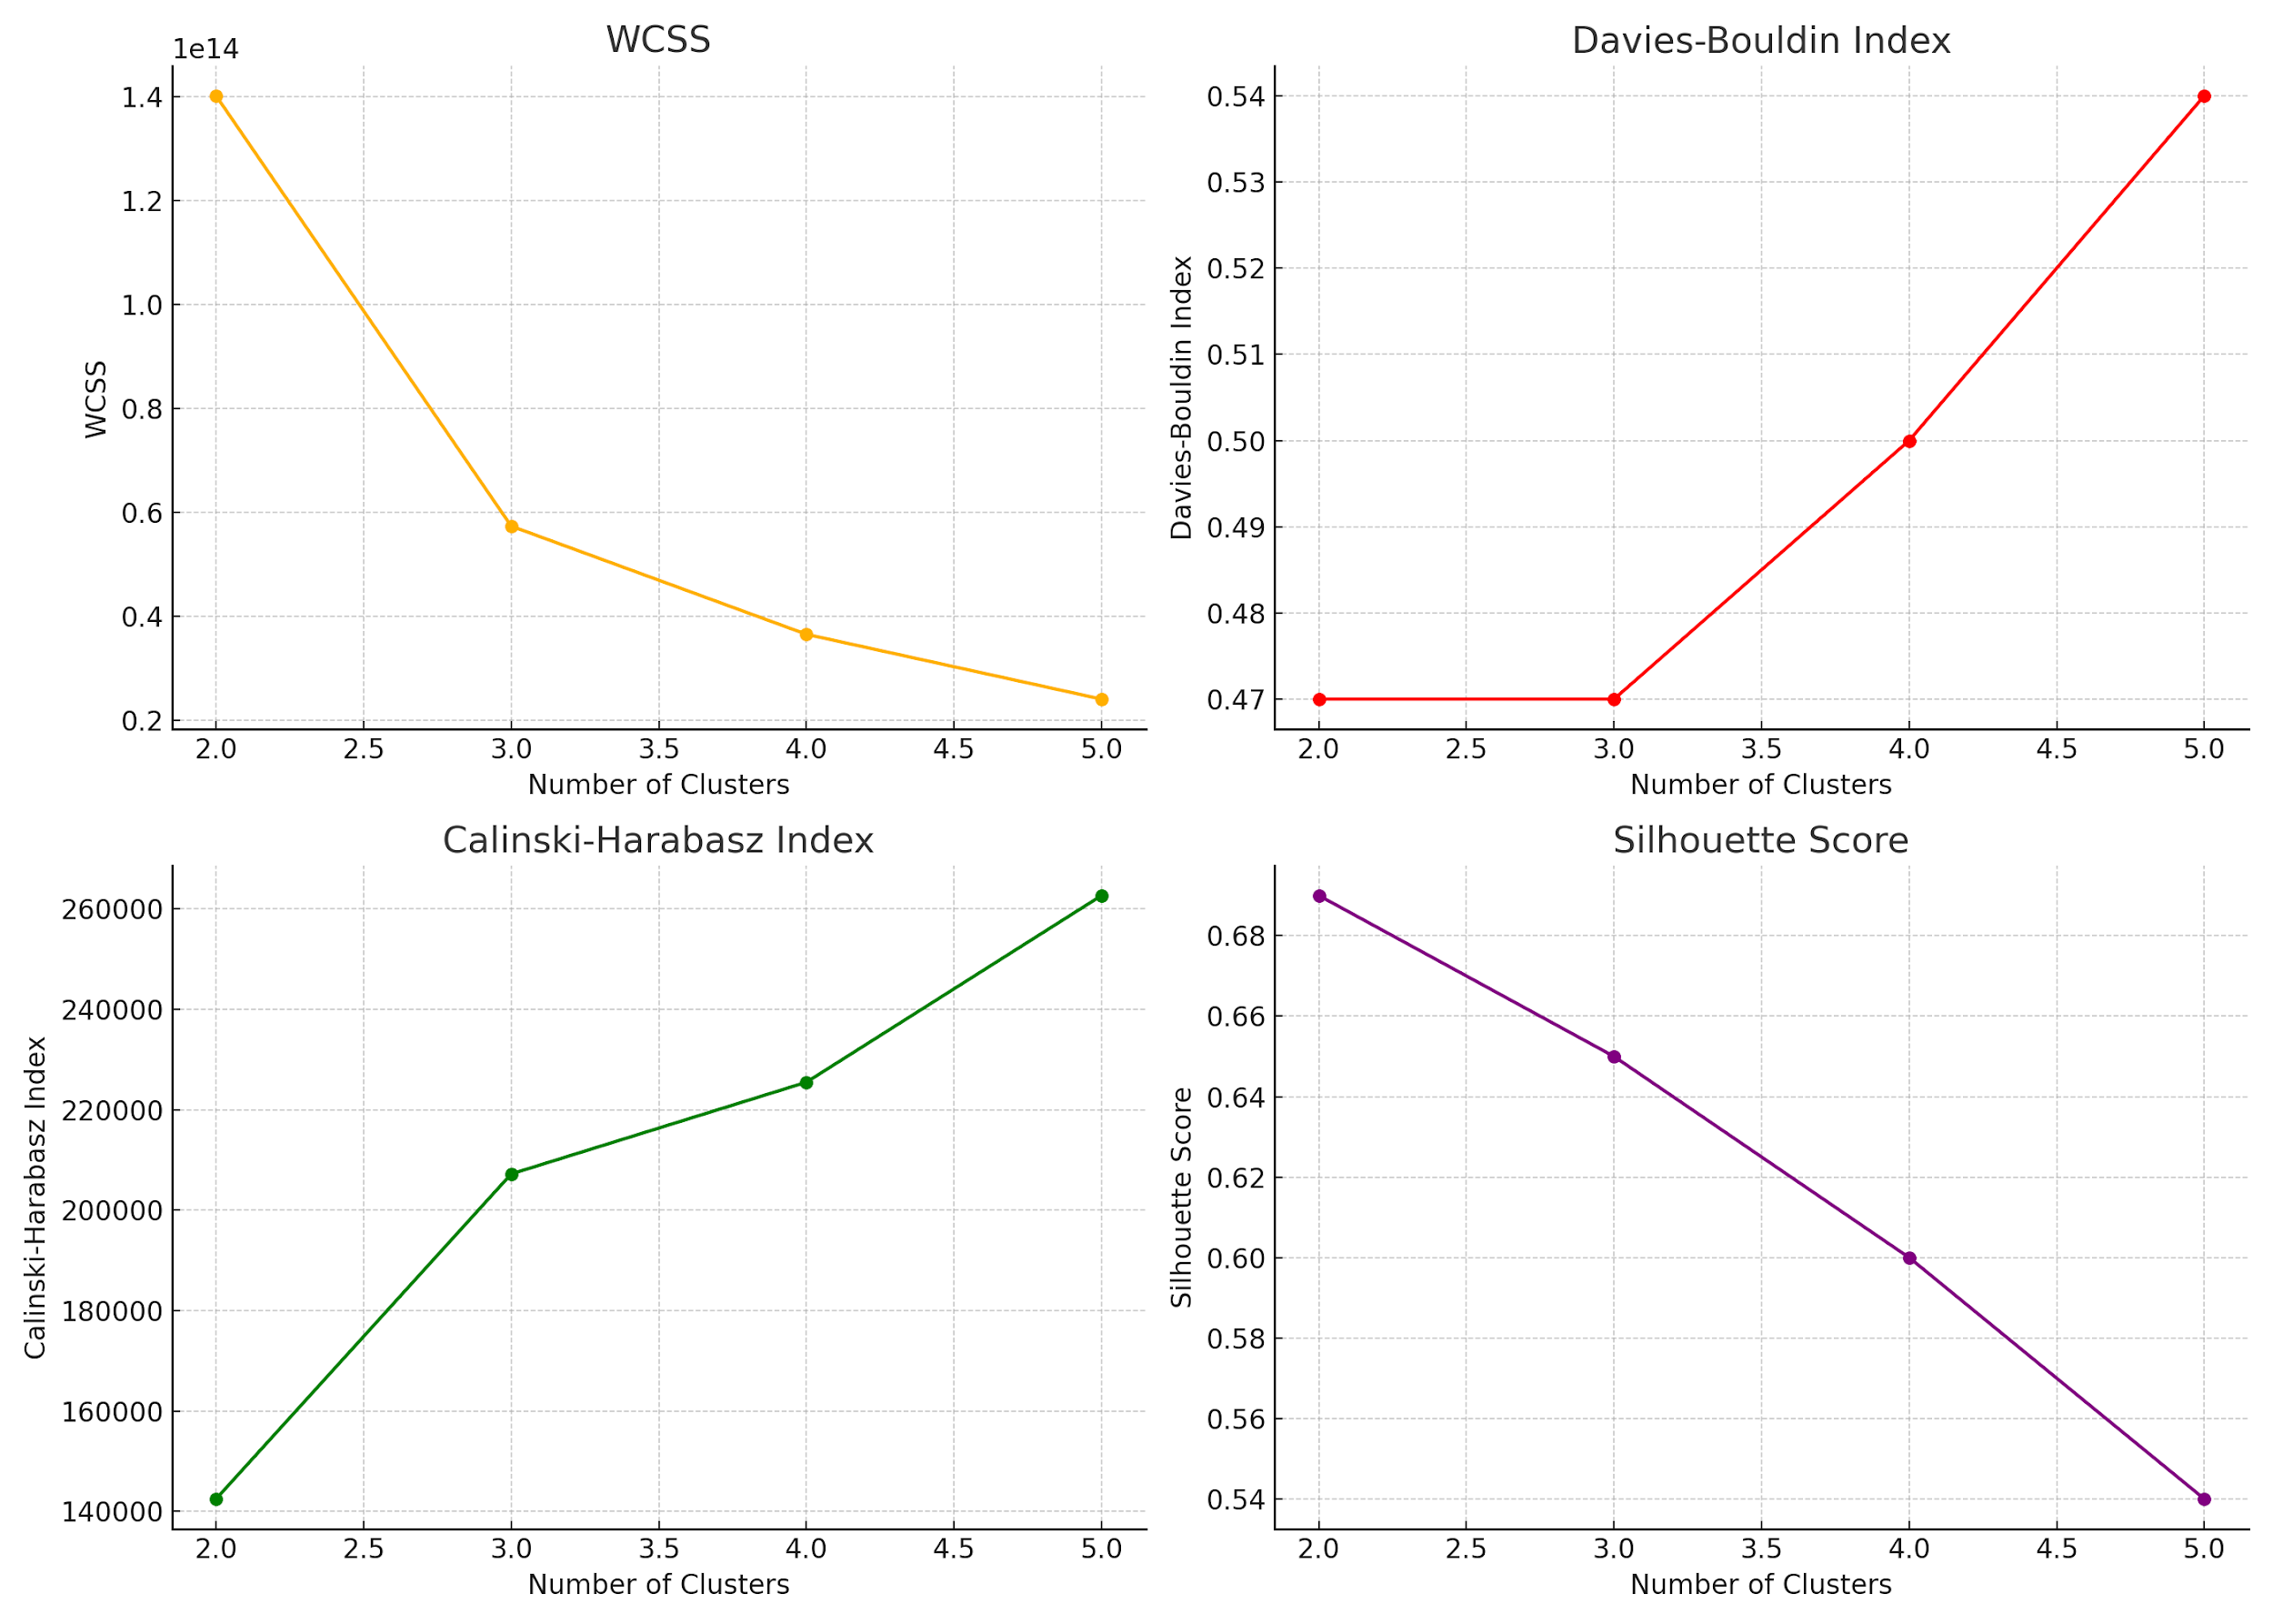 WCSS
1e14
1.4
1.2
1.0
0.8
0.6
0.4
0.2
WCSS
2.0 2.5 3.0 3.5 4.0 4.5 5.0
Number of Clusters
Davies-Bouldin Index
0.54
0.53
0.52
0.51
0.50
0.49
0.48
0.47
Davies-Bouldin Index
2.0 2.5 3.0 3.5 4.0 4.5 5.0
Number of Clusters
Calinski-Harabasz Index
260000
240000
220000
200000
180000
160000
140000
Calinski-Harabasz Index
2.0 2.5 3.0 3.5 4.0 4.5 5.0
Number of Clusters
Silhouette Score
0.68
0.66
0.64
0.62
0.60
0.58
0.56
0.54
Silhouette Score
2.0 2.5 3.0 3.5 4.0 4.5 5.0
Number of Clusters